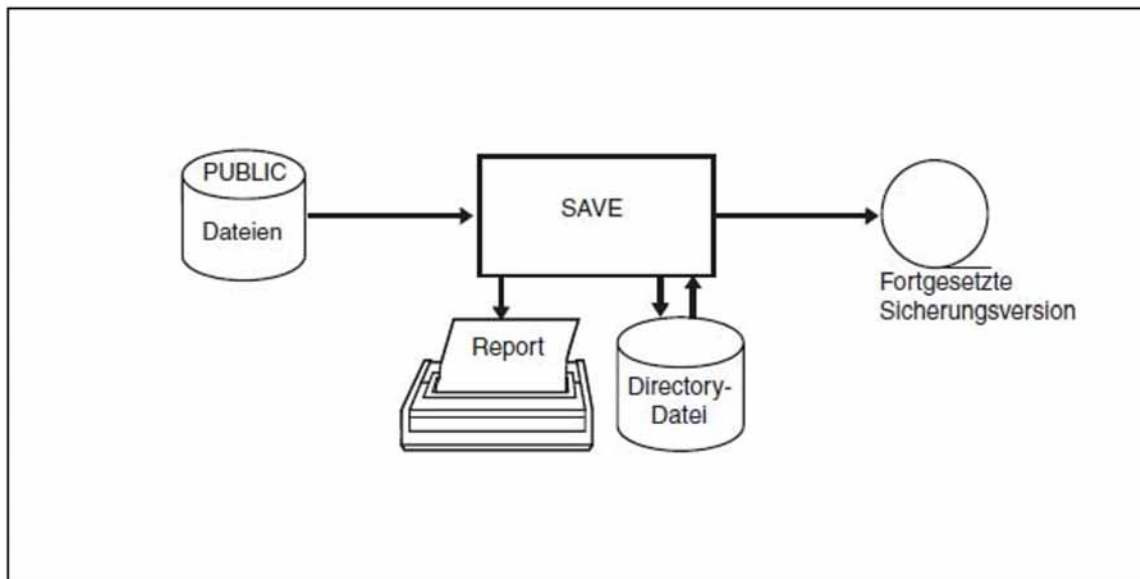 PUBLIC
Dateien
SAVE
Fortgesetzte
Sicherungsversion
Report
Directory-
Datei